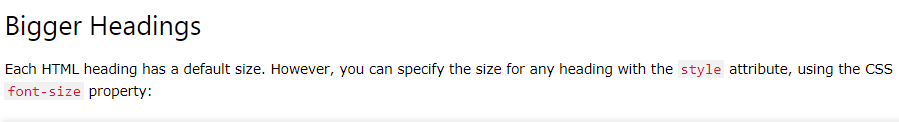 Bigger Headings
Each HTML heading has a default size. However, you can specify the size for any heading with the style attribute, using the CSS
font-size property: